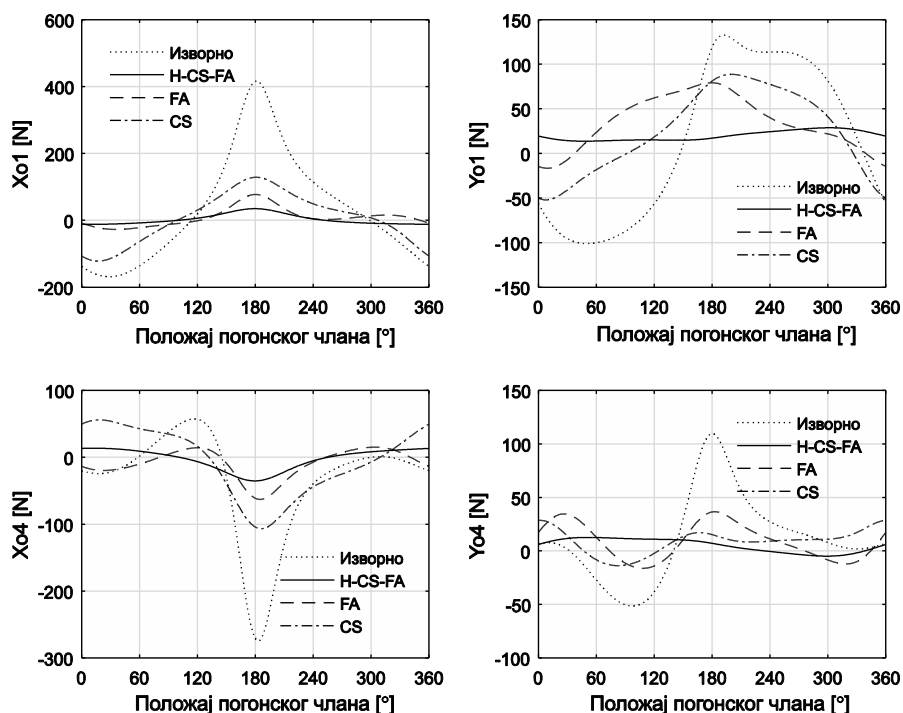 600
400
200
0
-200
Xo1 [N]
Изворно
H-CS-FA
FA
CS
0 60 120 180 240 300 360
Положај погонског члана [°]
150
100
50
0
-50
-100
-150
Yo1 [N]
Изворно
H-CS-FA
FA
CS
0 60 120 180 240 300 360
Положај погонског члана [°]
100
0
-100
-200
-300
Xo4 [N]
Изворно
H-CS-FA
FA
CS
0 60 120 180 240 300 360
Положај погонског члана [°]
150
100
50
0
-50
-100
Yo4 [N]
Изворно
H-CS-FA
FA
CS
0 60 120 180 240 300 360
Положај погонског члана [°]